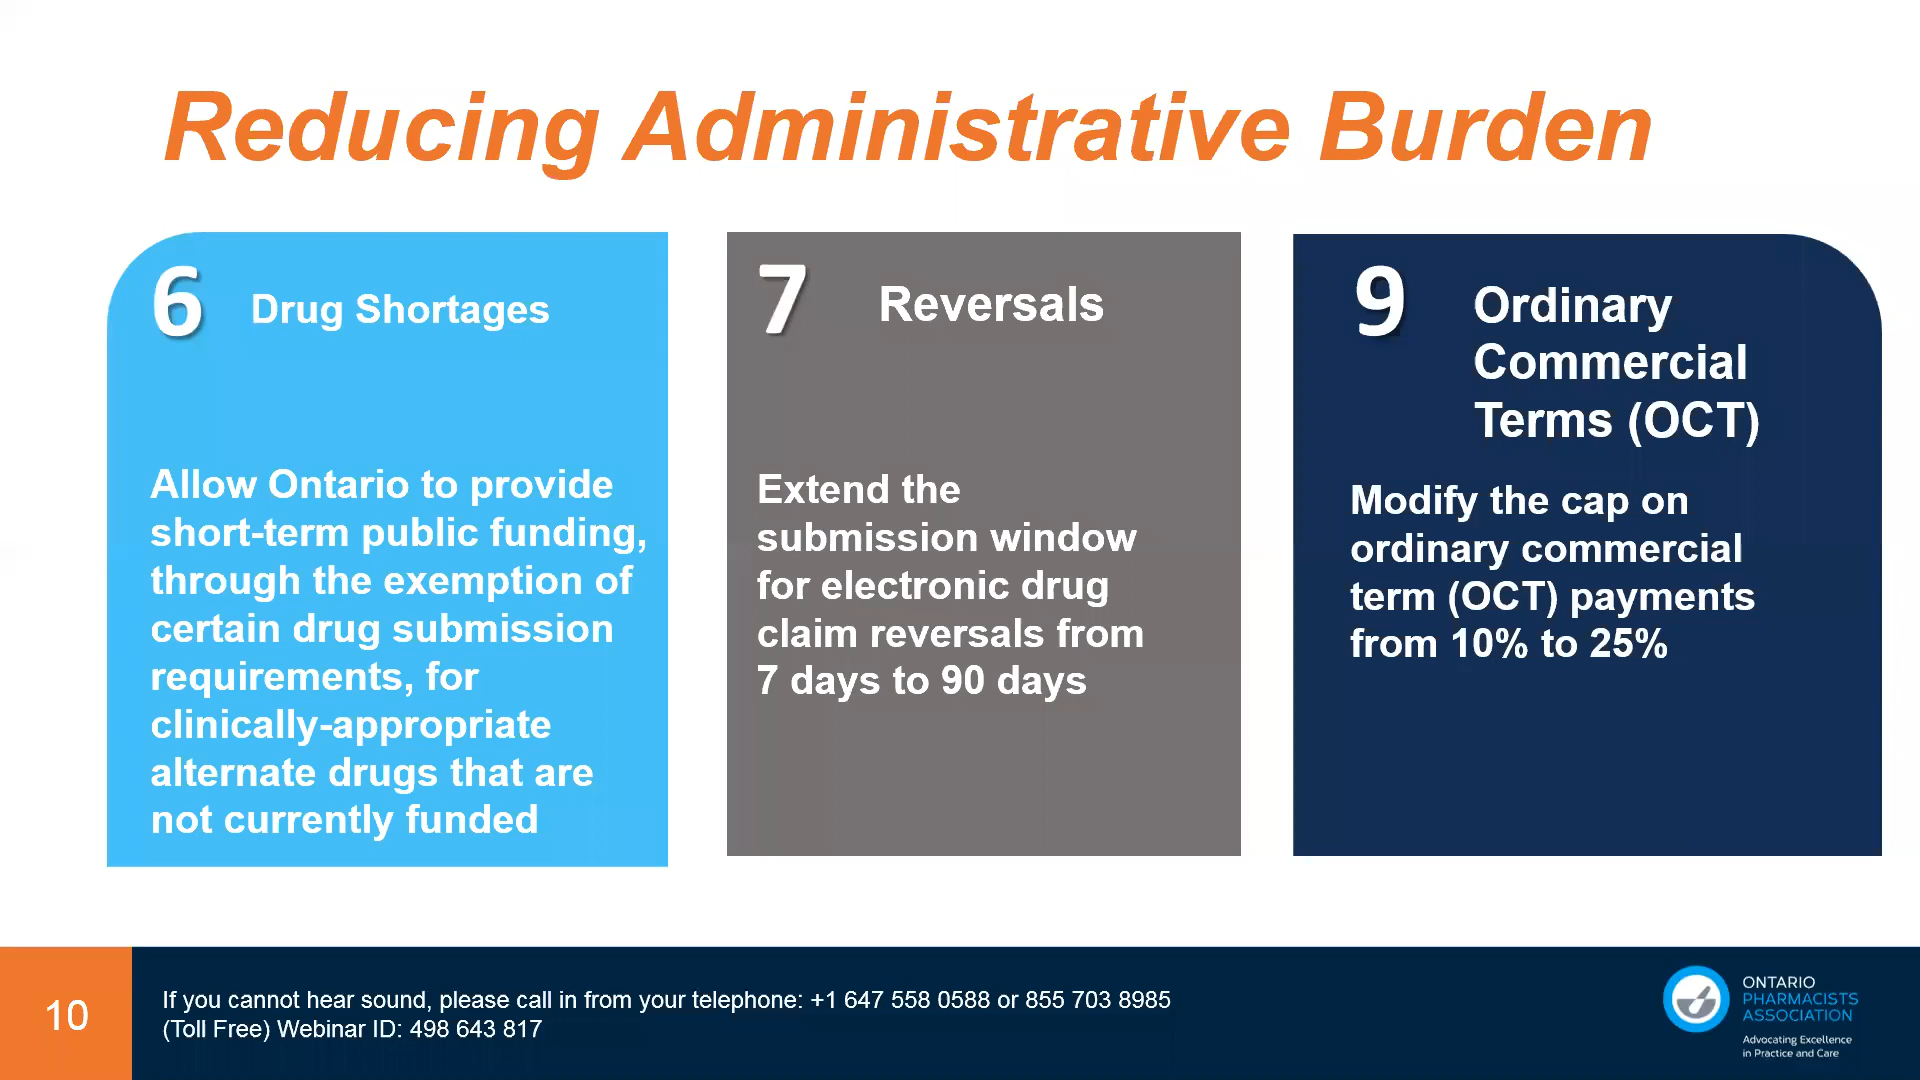 Reducing Administrative Burden
6
Drug Shortages
Allow Ontario to provide
short-term public funding,
through the exemption of
certain drug submission
requirements, for
clinically-appropriate
alternate drugs that are
not currently funded
7
Reversals
Extend the
submission window
for electronic drug
claim reversals from
7 days to 90 days
9
Ordinary
Commercial
Terms (OCT)
Modify the cap on
ordinary commercial
term (OCT) payments
from 10% to 25%
10
If you cannot hear sound, please call in from your telephone: +1 647 558 0588 or 855 703 8985
(Toll Free) Webinar ID: 498 643 817
ONTARIO
PHARMACISTS
ASSOCIATION
Advocating Excellence
in Practice and Care